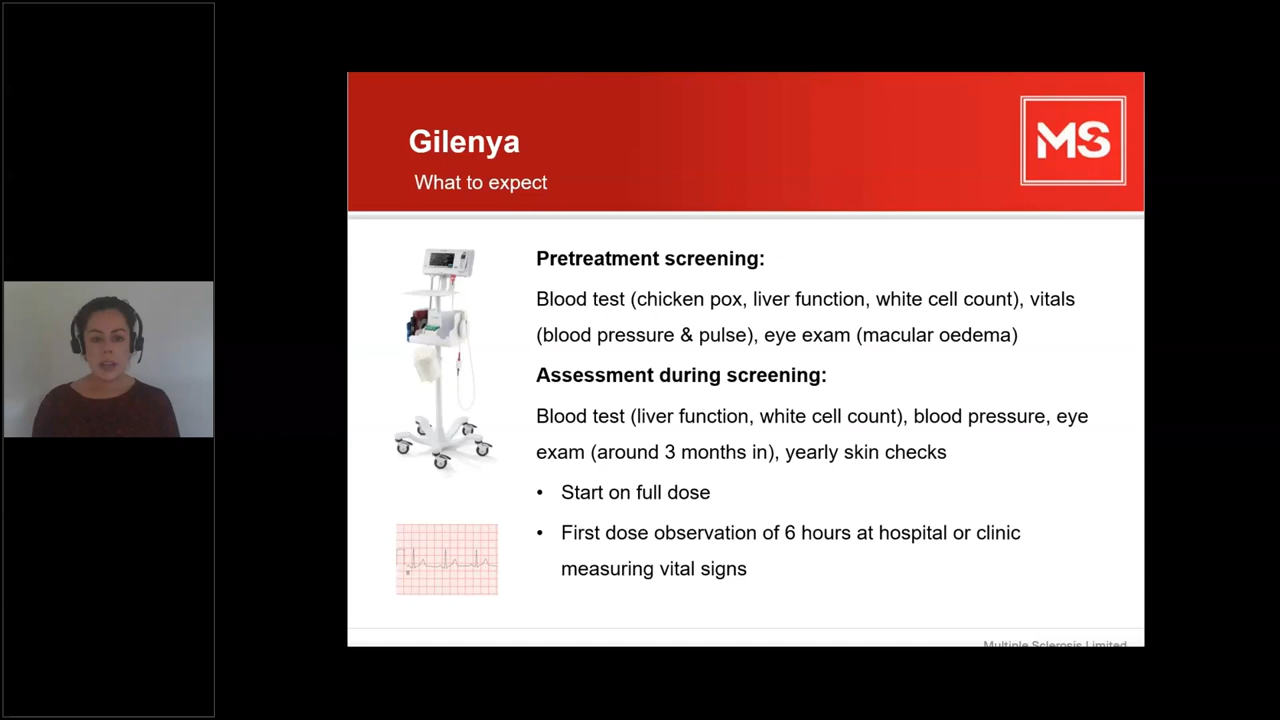 Gilenya
What to expect
MS
Pretreatment screening:
Blood test (chicken pox, liver function, white cell count), vitals
(blood pressure & pulse), eye exam (macular oedema)
Assessment during screening:
Blood test (liver function, white cell count), blood pressure, eye
exam (around 3 months in), yearly skin checks
• Start on full dose
• First dose observation of 6 hours at hospital or clinic
measuring vital signs
Multiple Sclerosis Limited